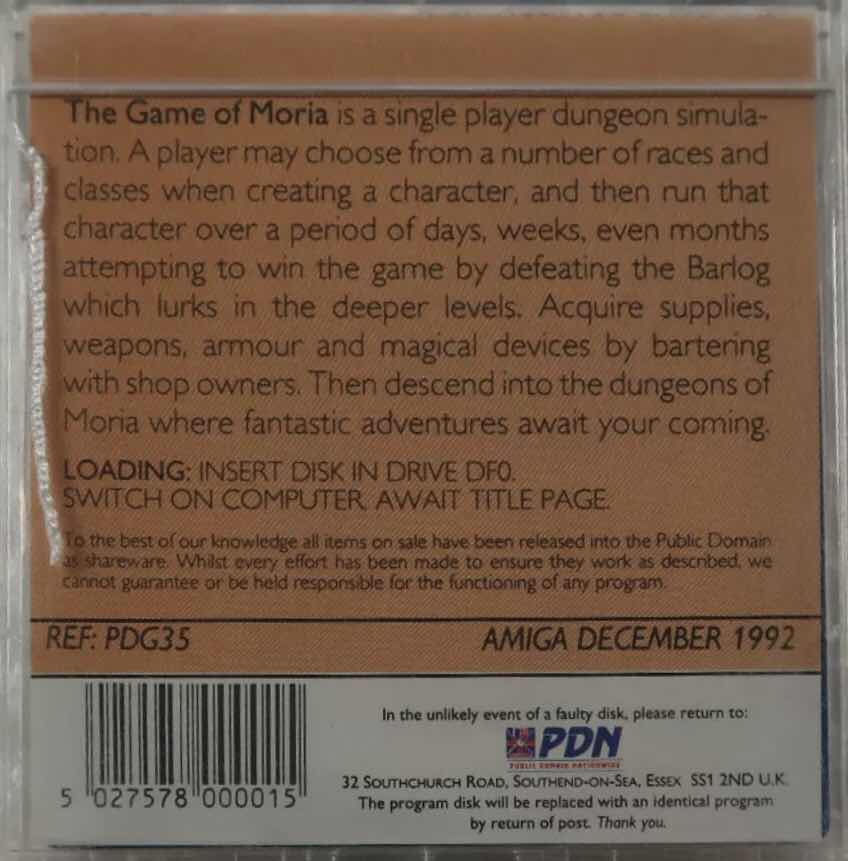 The Game of Moria is a single player dungeon simula-
tion. A player may choose from a number of races and
classes when creating a character, and then run that
character over a period of days, weeks, even months
attempting to win the game by defeating the Barlog
which lurks in the deeper levels. Acquire supplies,
weapons, armour and magical devices by bartering
with shop owners. Then descend into the dungeons of
Moria where fantastic adventures await your coming.
LOADING: INSERT DISK IN DRIVE DF0.
SWITCH ON COMPUTER. AWAIT TITLE PAGE.
To the best of our knowledge all items on sale have been released into the Public Domain
as shareware. Whilst every effort has been made to ensure they work as described, we
cannot guarantee or be held responsible for the functioning of any program.
REF: PDG35 AMIGA DECEMBER 1992
In the unlikely event of a faulty disk, please return to:
PDN
PUBLIC DOMAIN NATIONWIDE
32 SOUTHCHURCH ROAD, SOUTHEND-ON-SEA, ESSEX SS1 2ND U.K.
The program disk will be replaced with an identical program
by return of post. Thank you.
5 027578 000015